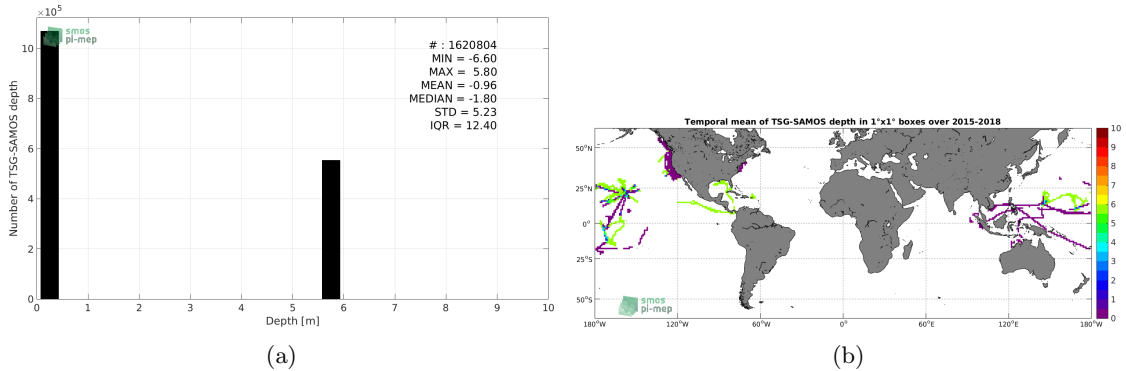 ×10⁵
smos
pi-mep
# : 1620804
MIN = -6.60
MAX = 5.80
MEAN = -0.96
MEDIAN = -1.80
STD = 5.23
IQR = 12.40
10
8
6
4
2
0
Number of TSG-SAMOS depth
0 1 2 3 4 5 6 7 8 9 10
Depth [m]
(a)
Temporal mean of TSG-SAMOS depth in 1°x1° boxes over 2015-2018
50°N
25°N
0°
25°S
50°S
smos
pi-mep
180°W 120°W 60°W 0° 60°E 120°E 180°W
10
9
8
7
6
5
4
3
2
1
0
(b)